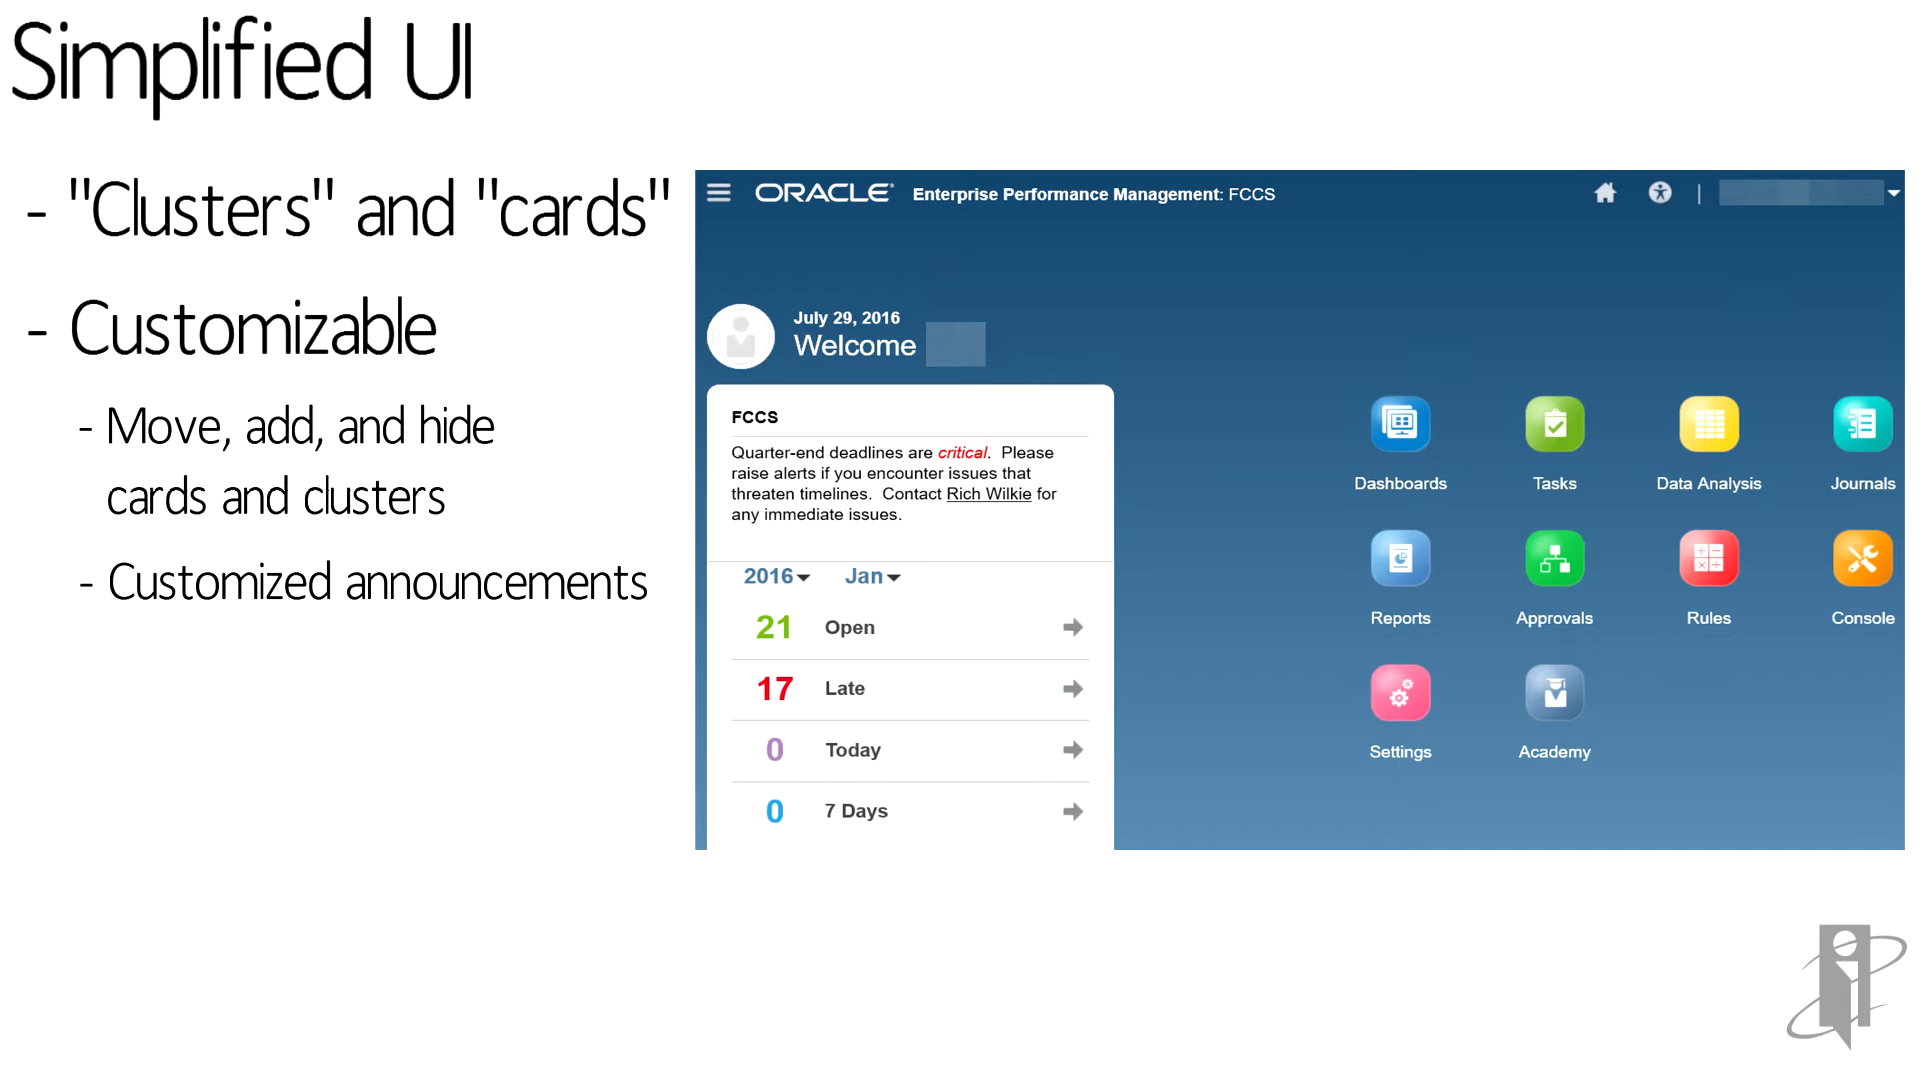 Simplified UI
- "Clusters" and "cards"
- Customizable
- Move, add, and hide
cards and clusters
- Customized announcements
ORACLE® Enterprise Performance Management: FCCS
July 29, 2016
Welcome
FCCS
Quarter-end deadlines are critical. Please
raise alerts if you encounter issues that
threaten timelines. Contact Rich Wilkie for
any immediate issues.
2016 Jan
21 Open
17 Late
0 Today
0 7 Days
Dashboards Tasks Data Analysis Journals
Reports Approvals Rules Console
Settings Academy